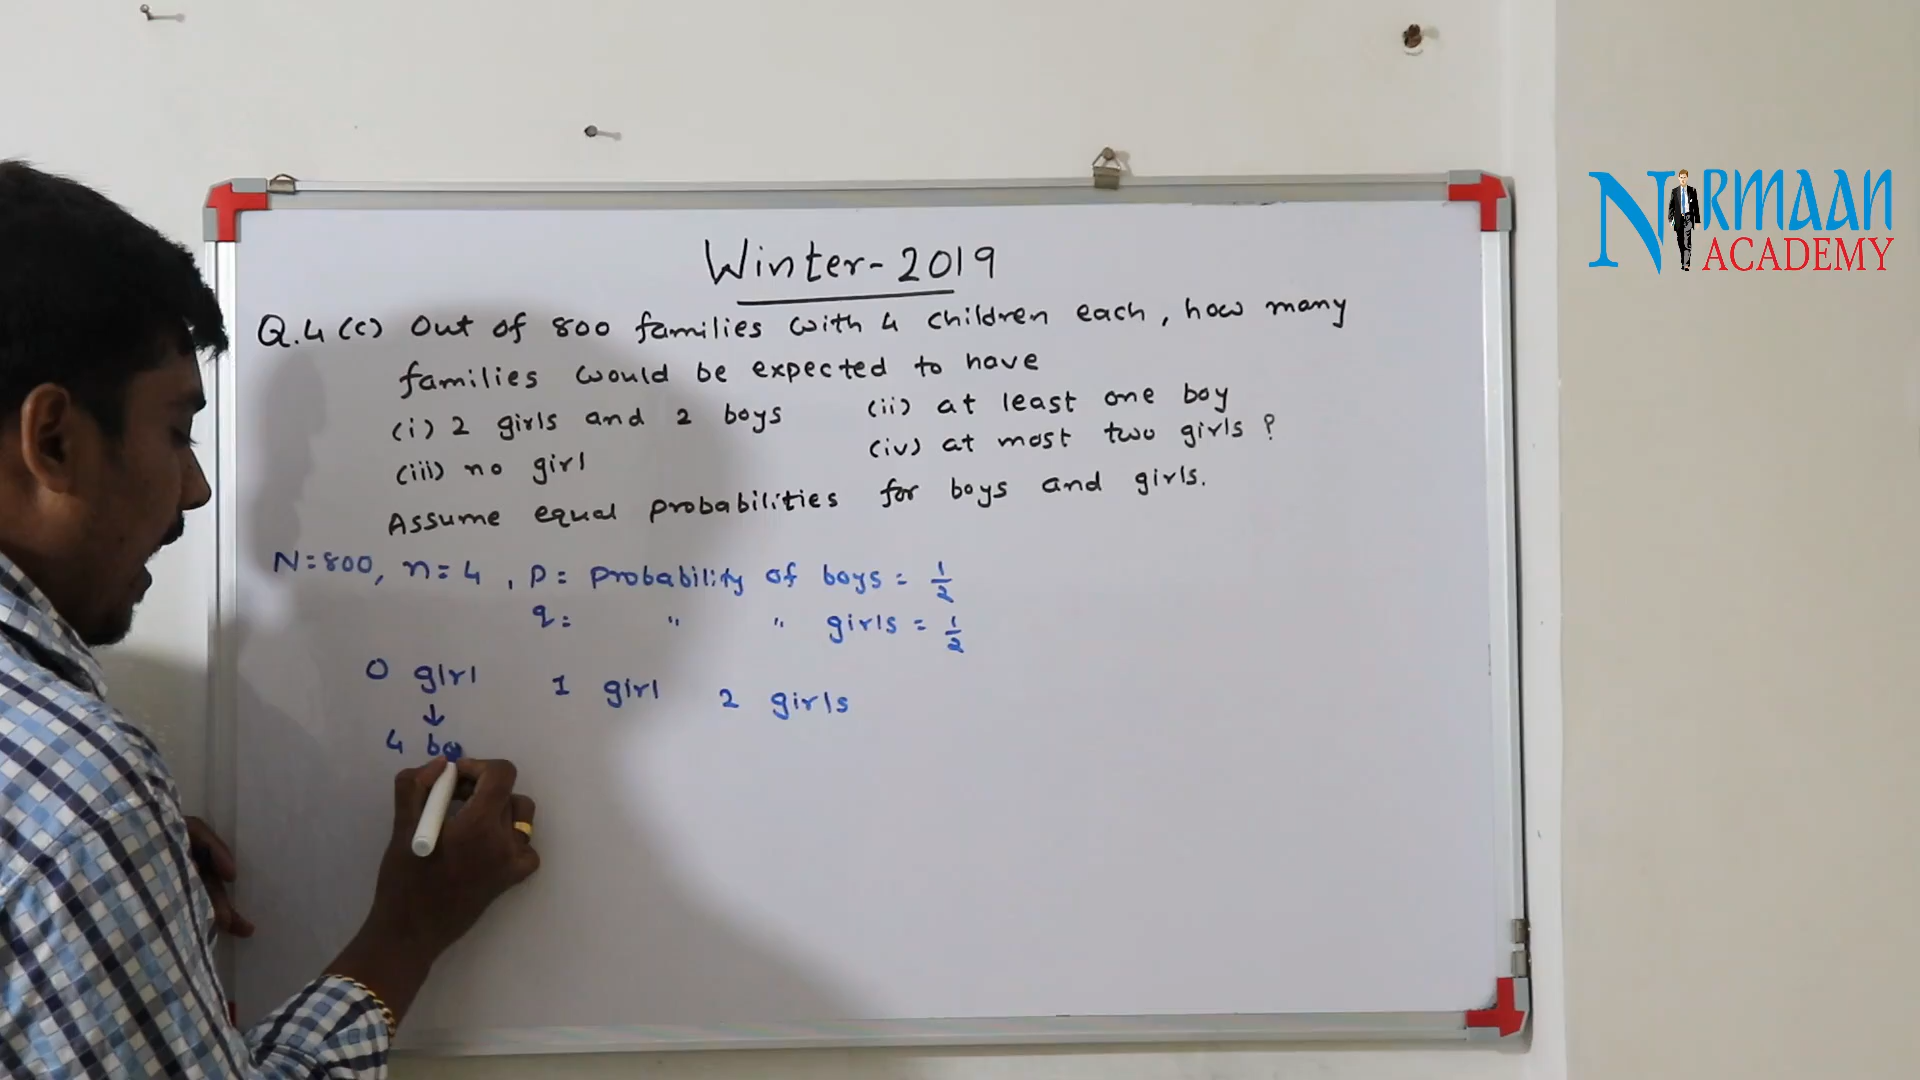 Winter-2019
Q.4 (c) Out of 800 families with 4 children each, how many
families would be expected to have
(i) 2 girls and 2 boys (ii) at least one boy
(iii) no girl (iv) at most two girls?
Assume equal probabilities for boys and girls.
N=800, n=4, p= probability of boys = 1/2
q= " " girls = 1/2
0 girl 1 girl 2 girls
↓
4 bo
NIRMAAN
ACADEMY